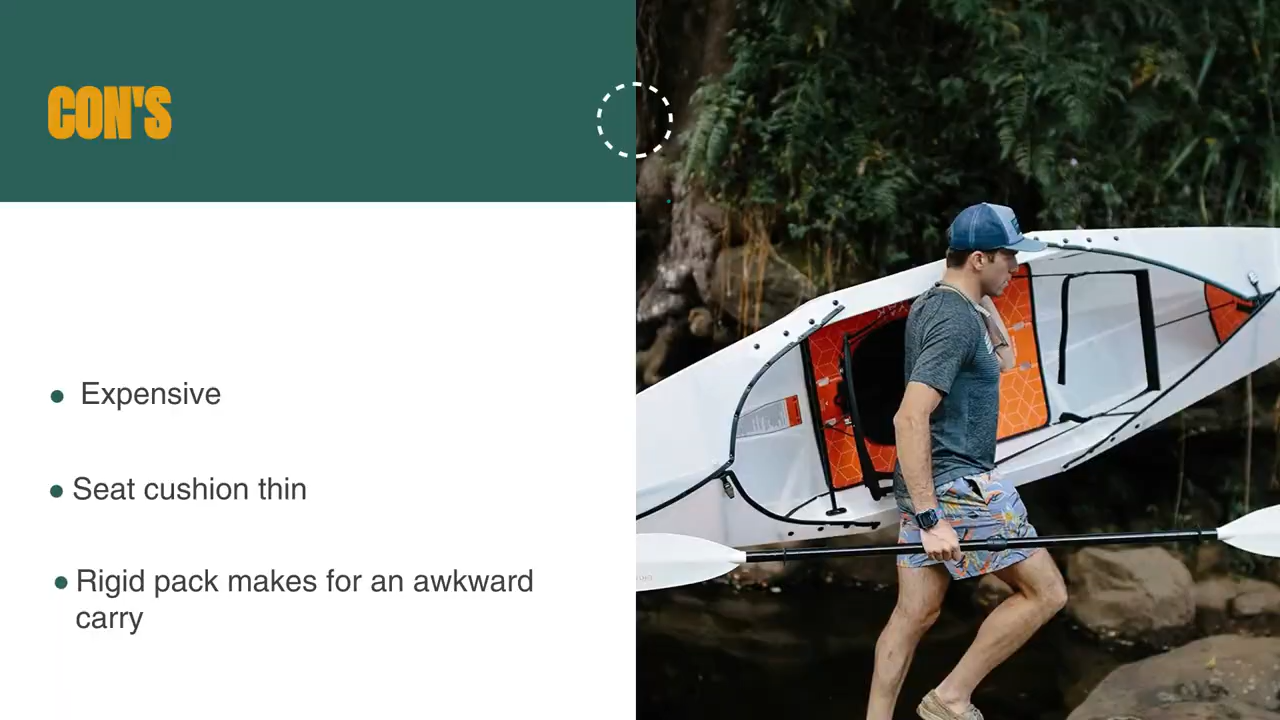 CON'S
Expensive
Seat cushion thin
Rigid pack makes for an awkward
carry